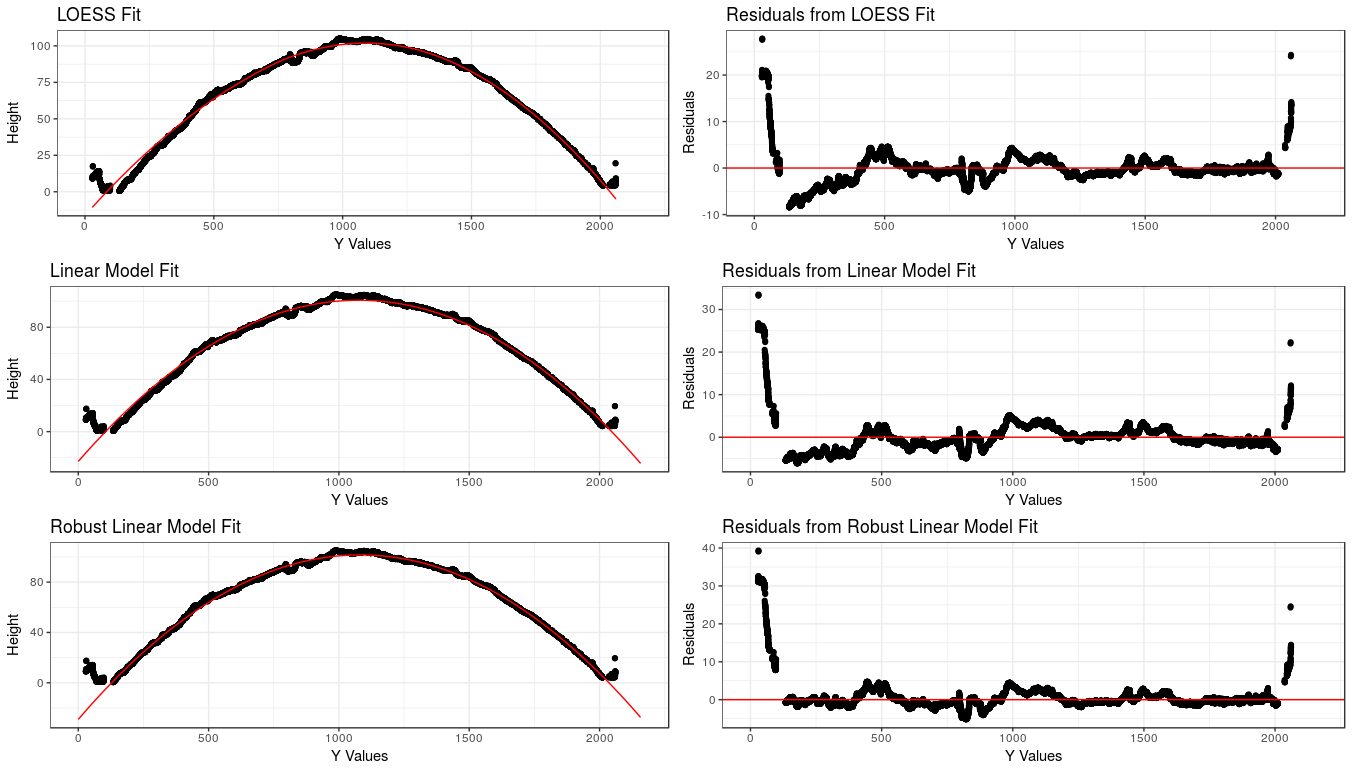 LOESS Fit
Height
100
75
50
25
0
0 500 1000 1500 2000
Y Values
Residuals from LOESS Fit
Residuals
20
10
0
-10
0 500 1000 1500 2000
Y Values
Linear Model Fit
Height
80
40
0
0 500 1000 1500 2000
Y Values
Residuals from Linear Model Fit
Residuals
30
20
10
0
0 500 1000 1500 2000
Y Values
Robust Linear Model Fit
Height
80
40
0
0 500 1000 1500 2000
Y Values
Residuals from Robust Linear Model Fit
Residuals
40
30
20
10
0
0 500 1000 1500 2000
Y Values